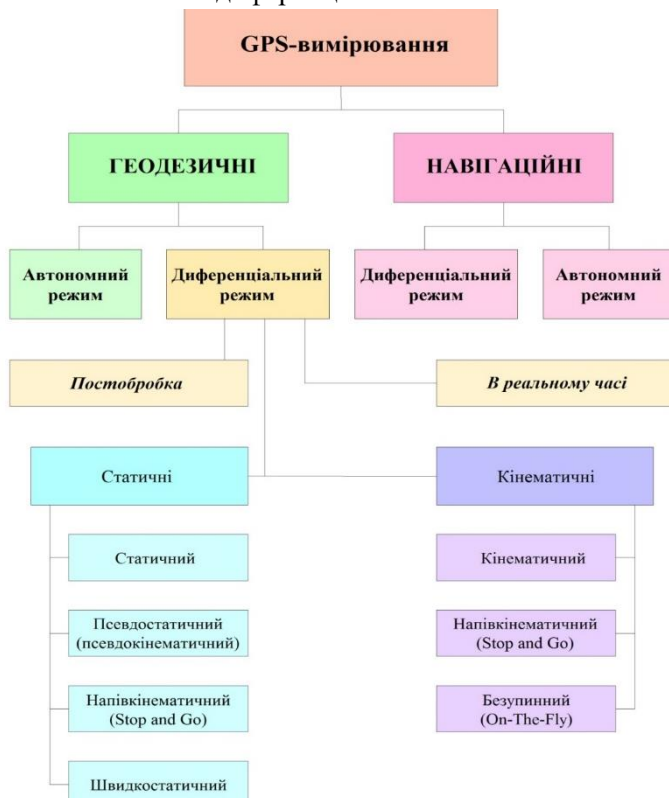 GPS-вимірювання
ГЕОДЕЗИЧНІ
НАВІГАЦІЙНІ
Автономний
режим
Диференціальний
режим
Диференціальний
режим
Автономний
режим
Постобробка
В реальному часі
Статичні
Кінематичні
Статичний
Кінематичний
Псевдостатичний
(псевдокінематичний)
Напівкінематичний
(Stop and Go)
Напівкінематичний
(Stop and Go)
Безупинний
(On-The-Fly)
Швидкостатичний